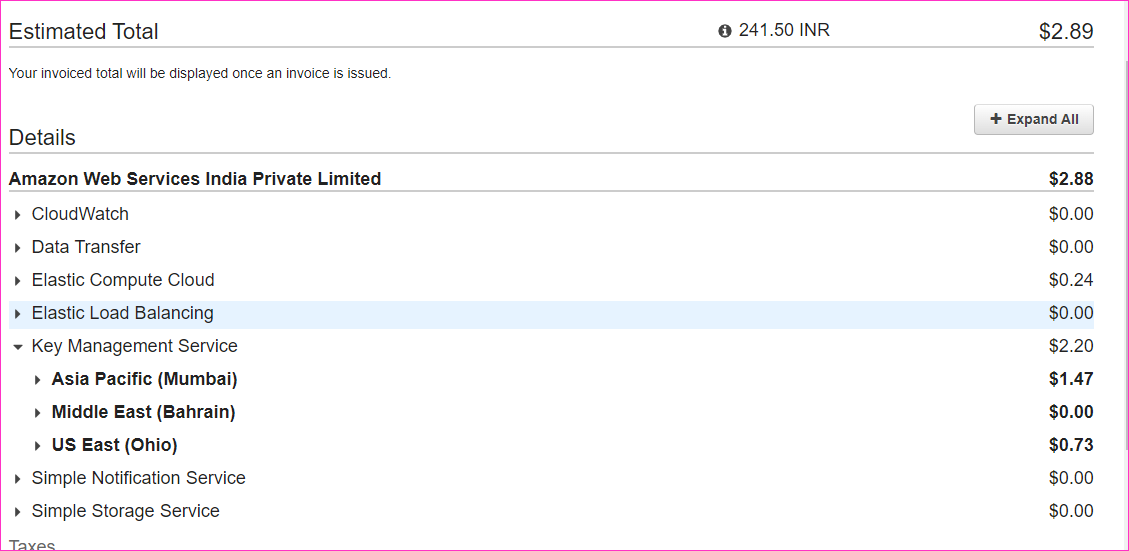 Estimated Total 241.50 INR $2.89
Your invoiced total will be displayed once an invoice is issued.
Expand All
Details
Amazon Web Services India Private Limited $2.88
CloudWatch $0.00
Data Transfer $0.00
Elastic Compute Cloud $0.24
Elastic Load Balancing $0.00
Key Management Service $2.20
Asia Pacific (Mumbai) $1.47
Middle East (Bahrain) $0.00
US East (Ohio) $0.73
Simple Notification Service $0.00
Simple Storage Service $0.00
Taxes